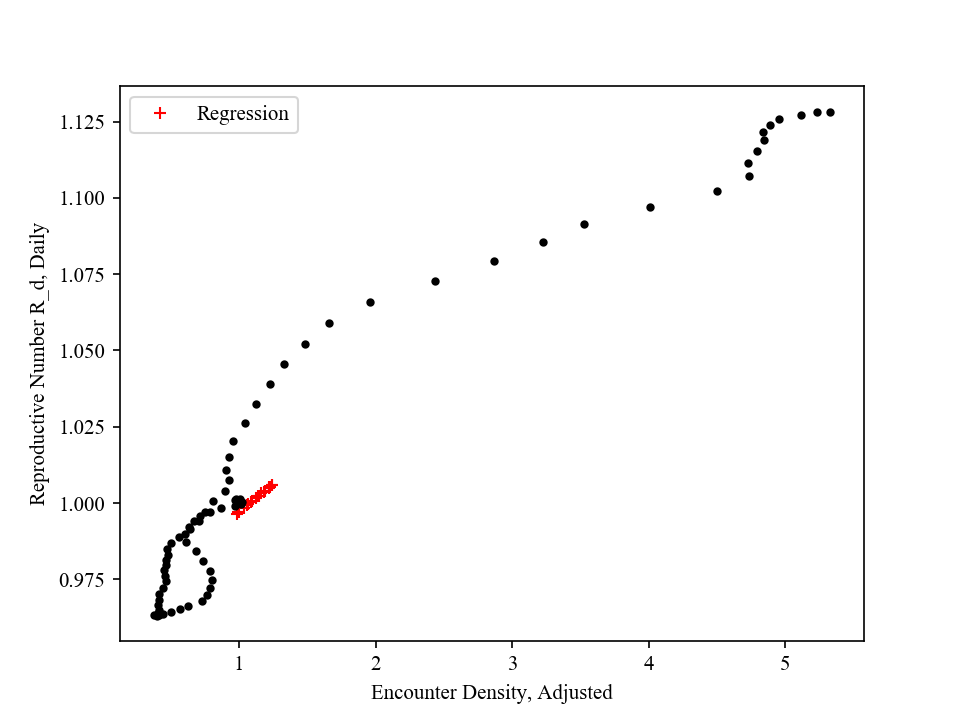 Regression
1.125
1.100
1.075
1.050
1.025
1.000
0.975
Reproductive Number R_d, Daily
1 2 3 4 5
Encounter Density, Adjusted